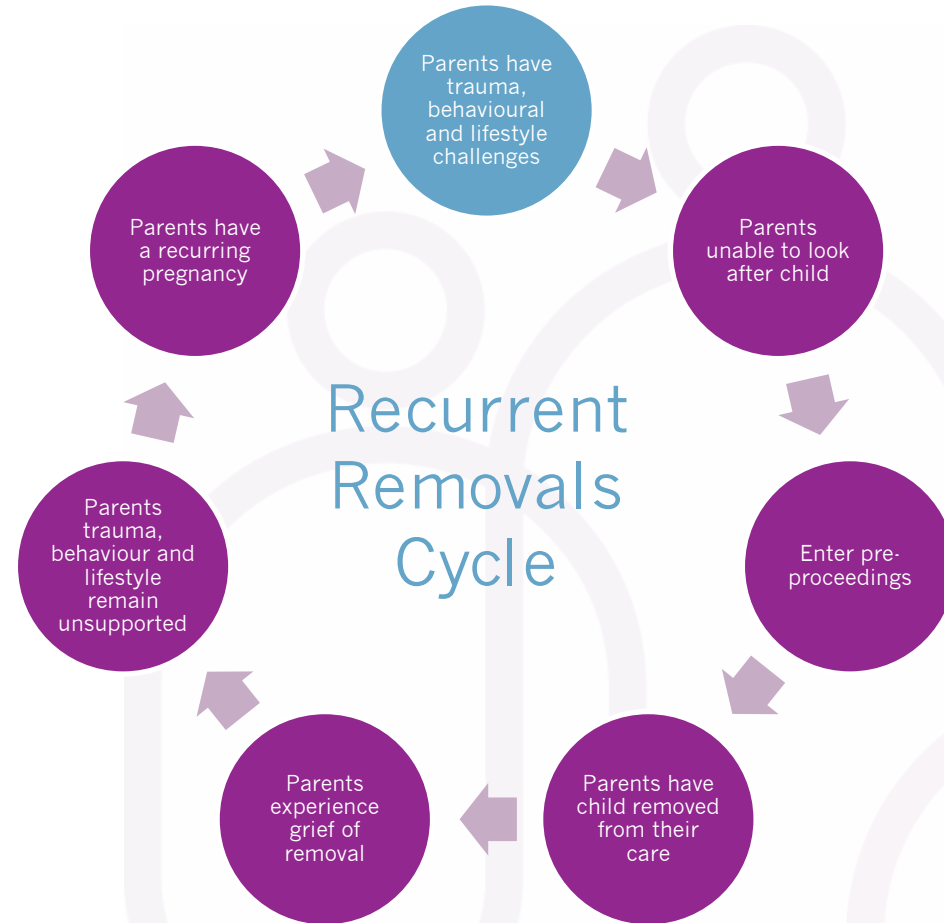 Parents have
trauma,
behavioural
and lifestyle
challenges
Parents
unable to look
after child
Enter pre-
proceedings
Parents have
child removed
from their
care
Parents
experience
grief of
removal
Parents
trauma,
behaviour and
lifestyle
remain
unsupported
Parents have
a recurring
pregnancy
Recurrent
Removals
Cycle